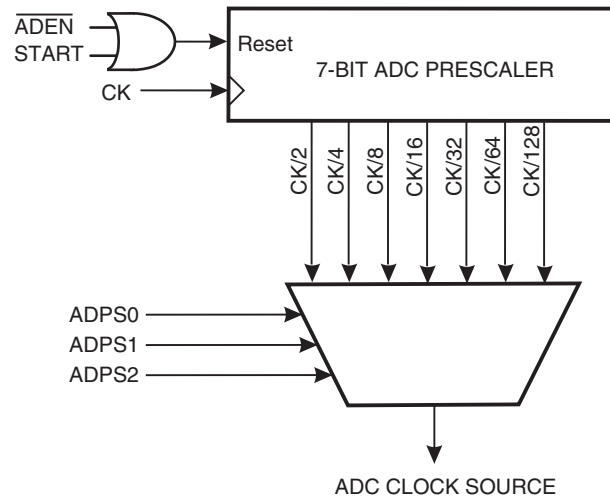 ADEN
START
Reset
7-BIT ADC PRESCALER
CK
CK/2
CK/4
CK/8
CK/16
CK/32
CK/64
CK/128
ADPS0
ADPS1
ADPS2
ADC CLOCK SOURCE